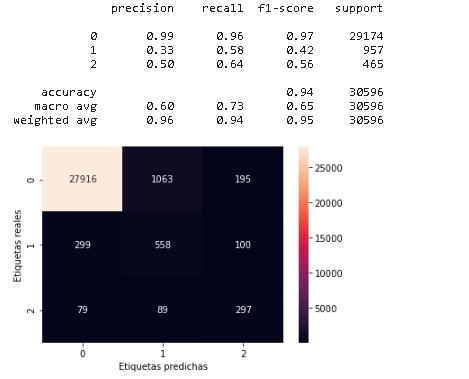 precision recall f1-score support
0 0.99 0.96 0.97 29174
1 0.33 0.58 0.42 957
2 0.50 0.64 0.56 465
accuracy 0.94 30596
macro avg 0.60 0.73 0.65 30596
weighted avg 0.96 0.94 0.95 30596
Etiquetas reales
0 27916 1063 195
1 299 558 100
2 79 89 297
0 1 2
Etiquetas predichas
25000
20000
15000
10000
5000